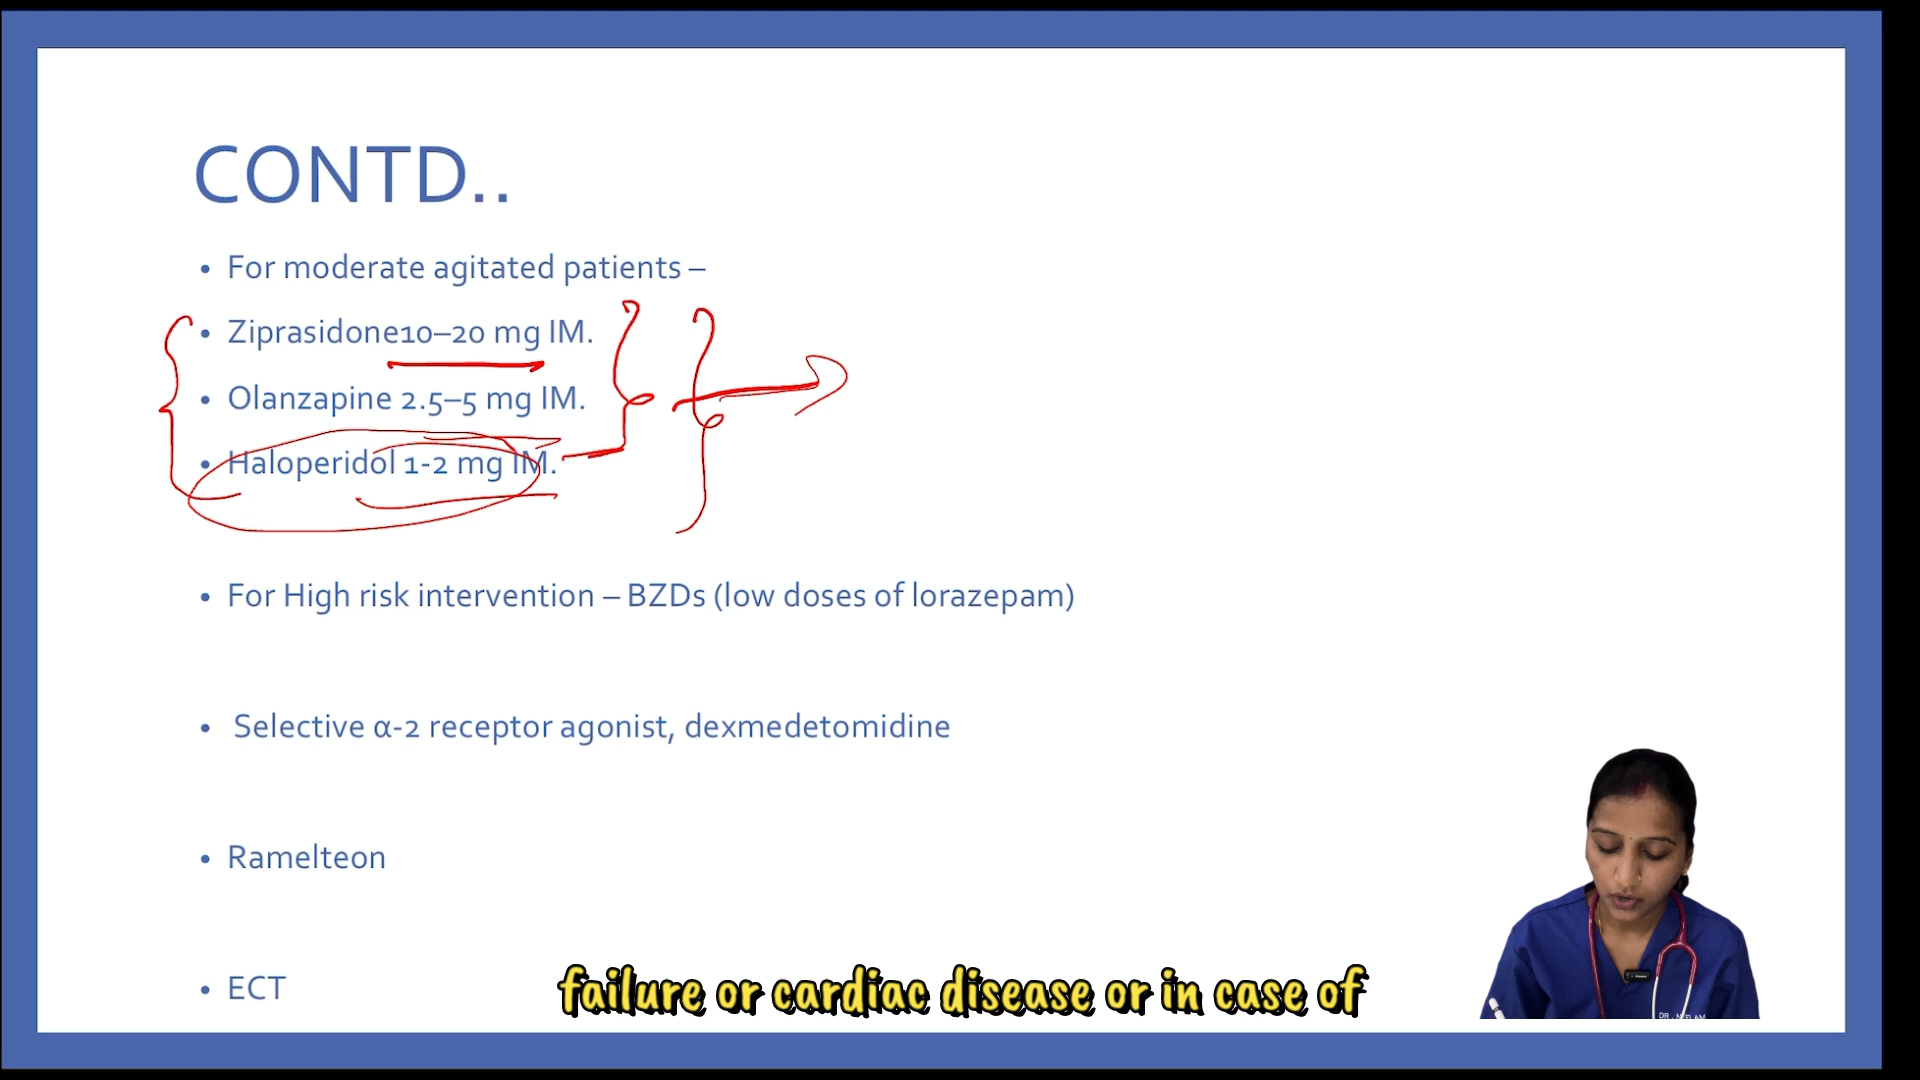 CONTD..
• For moderate agitated patients –
• Ziprasidone10–20 mg IM.
• Olanzapine 2.5–5 mg IM.
• Haloperidol 1-2 mg IM.
• For High risk intervention – BZDs (low doses of lorazepam)
• Selective α-2 receptor agonist, dexmedetomidine
• Ramelteon
• ECT
failure or cardiac disease or in case of